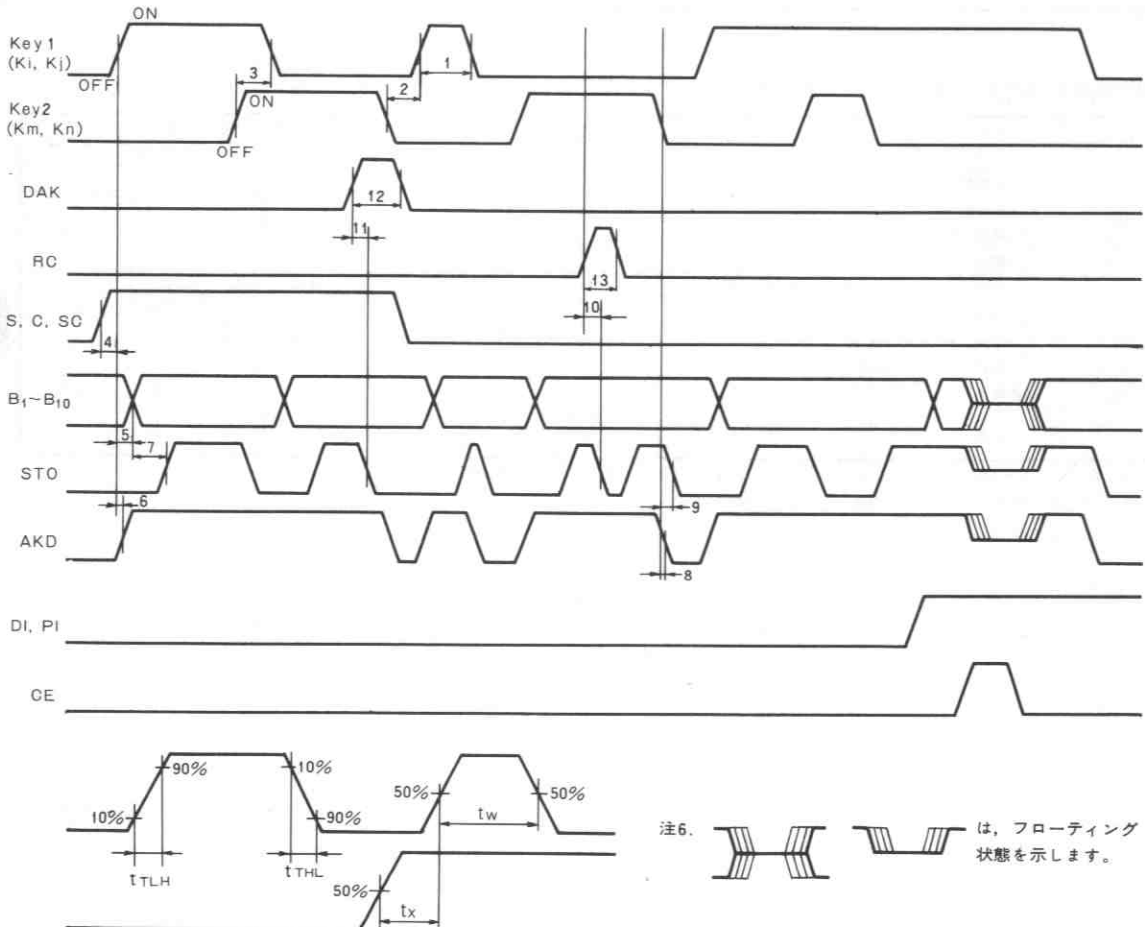 Key1
(Ki, Kj)
ON
OFF
3
2
1
Key2
(Km, Kn)
ON
OFF
DAK
12
11
RC
13
10
S, C, SC
4
B1~B10
5
7
STO
6
9
AKD
8
DI, PI
CE
90%
10%
10%
90%
tTLH
tTHL
50%
50%
tw
50%
tx
注6.
は，フローティング
状態を示します。